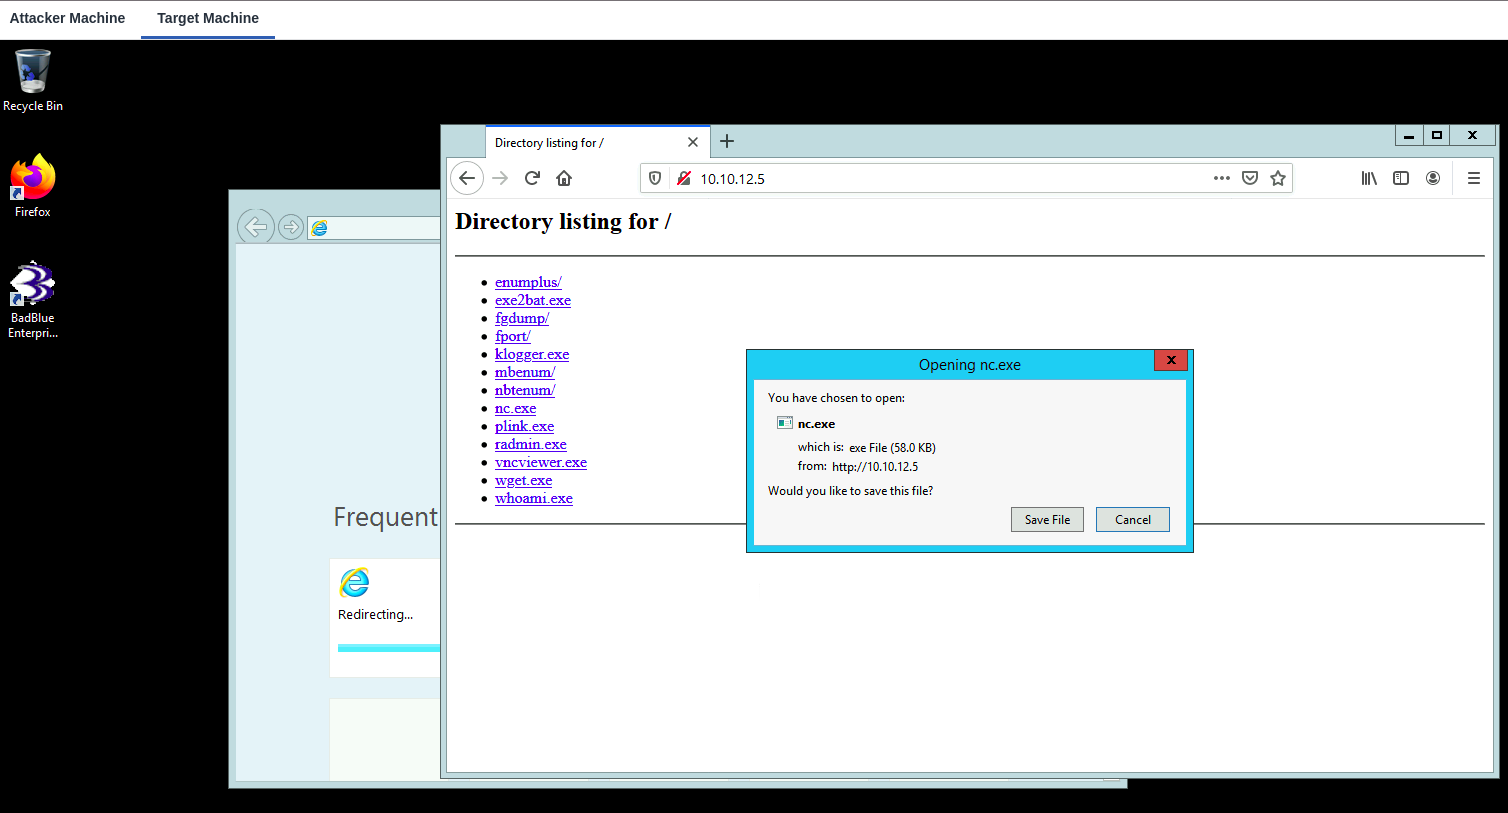 Attacker Machine
Target Machine
Recycle Bin
Firefox
BadBlue
Enterpri...
Directory listing for /
10.10.12.5
Directory listing for /
enumplus/
exe2bat.exe
fgdump/
fport/
klogger.exe
mbenum/
nbtenum/
nc.exe
plink.exe
radmin.exe
vncviewer.exe
wget.exe
whoami.exe
Opening nc.exe
You have chosen to open:
nc.exe
which is: exe File (58.0 KB)
from: http://10.10.12.5
Would you like to save this file?
Save File
Cancel
Frequent
Redirecting...